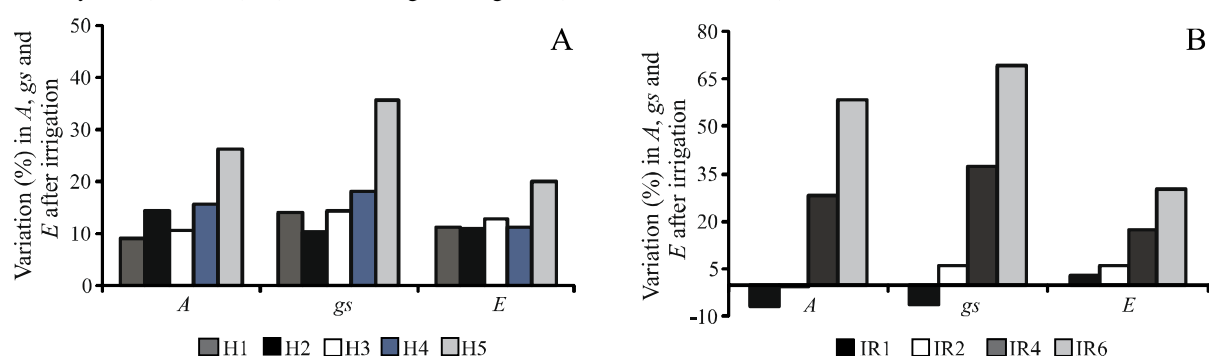 A
Variation (%) in A, gs and
E after irrigation
50
40
30
20
10
0
A gs E
H1 H2 H3 H4 H5
B
Variation (%) in A, gs and
E after irrigation
80
65
50
35
20
5
-10
A gs E
IR1 IR2 IR4 IR6